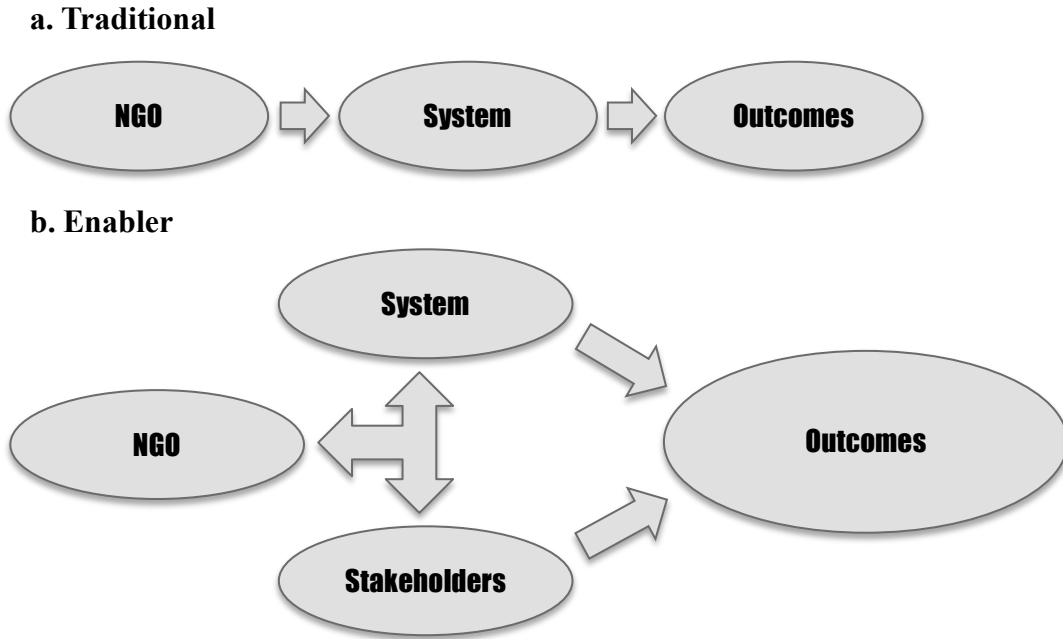 a. Traditional
NGO
System
Outcomes
b. Enabler
System
NGO
Outcomes
Stakeholders